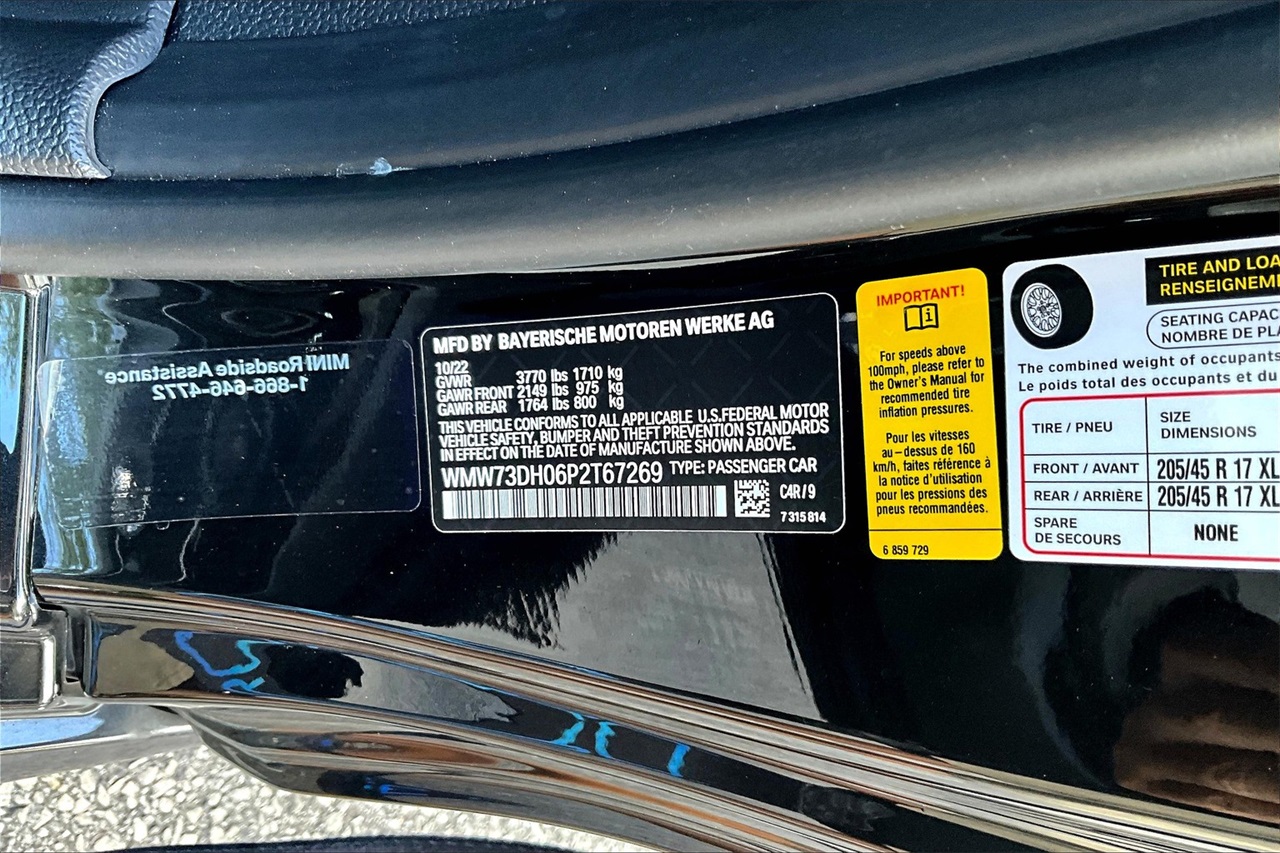 MINI Roadside Assistance®
1-866-646-4772
MFD BY BAYERISCHE MOTOREN WERKE AG
10/22
GVWR 3770 lbs 1710 kg
GAWR FRONT 2149 lbs 975 kg
GAWR REAR 1764 lbs 800 kg
THIS VEHICLE CONFORMS TO ALL APPLICABLE U.S.FEDERAL MOTOR
VEHICLE SAFETY, BUMPER AND THEFT PREVENTION STANDARDS
IN EFFECT ON THE DATE OF MANUFACTURE SHOWN ABOVE.
WMW73DH06P2T67269 TYPE: PASSENGER CAR
C4R/9
7 315 814
IMPORTANT!
i
For speeds above
100mph, please refer to
the Owner's Manual for
recommended tire
inflation pressures.
Pour les vitesses
au-dessus de 160
km/h, faites référence à
la notice d'utilisation
pour les pressions des
pneus recommandées.
6 859 729
TIRE AND LOA
RENSEIGNEME
SEATING CAPAC
NOMBRE DE PLA
The combined weight of occupants
Le poids total des occupants et du
TIRE / PNEU
SIZE
DIMENSIONS
FRONT / AVANT 205/45 R 17 XL
REAR / ARRIÈRE 205/45 R 17 XL
SPARE
DE SECOURS
NONE